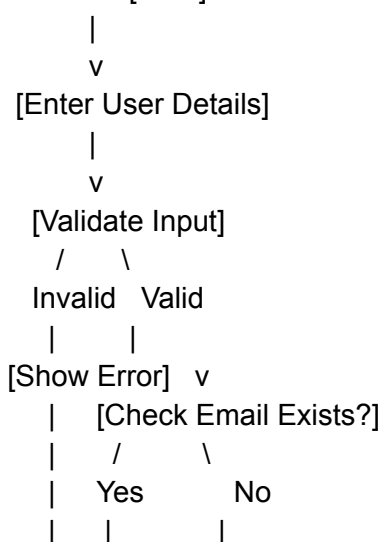 |
v
[Enter User Details]
|
v
[Validate Input]
/ \
Invalid Valid
| |
[Show Error] v
| [Check Email Exists?]
| / \
| Yes No
| | |